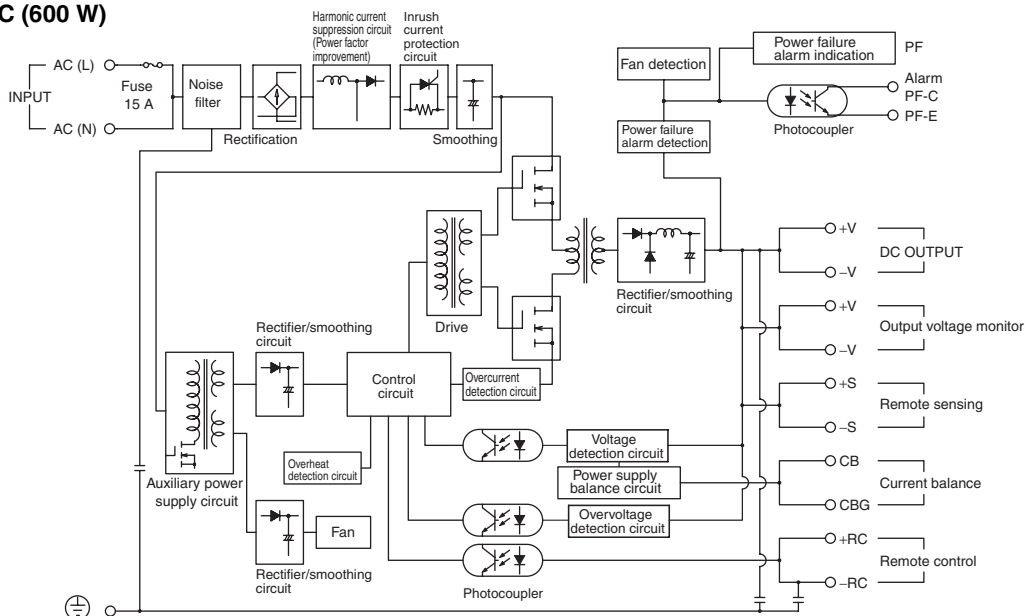 C (600 W)
Harmonic current
suppression circuit
(Power factor
improvement)
Inrush
current
protection
circuit
AC (L)
INPUT
AC (N)
Fuse
15 A
Noise
filter
Rectification
Smoothing
Fan detection
Power failure
alarm indication
PF
Power failure
alarm detection
Photocoupler
Alarm
PF-C
PF-E
Drive
Rectifier/smoothing
circuit
+V
−V
DC OUTPUT
+V
−V
Output voltage monitor
Rectifier/smoothing
circuit
Control
circuit
Overcurrent
detection circuit
+S
−S
Remote sensing
Auxiliary power
supply circuit
Overheat
detection circuit
Voltage
detection circuit
Power supply
balance circuit
CB
CBG
Current balance
Fan
Rectifier/smoothing
circuit
Overvoltage
detection circuit
Photocoupler
+RC
−RC
Remote control